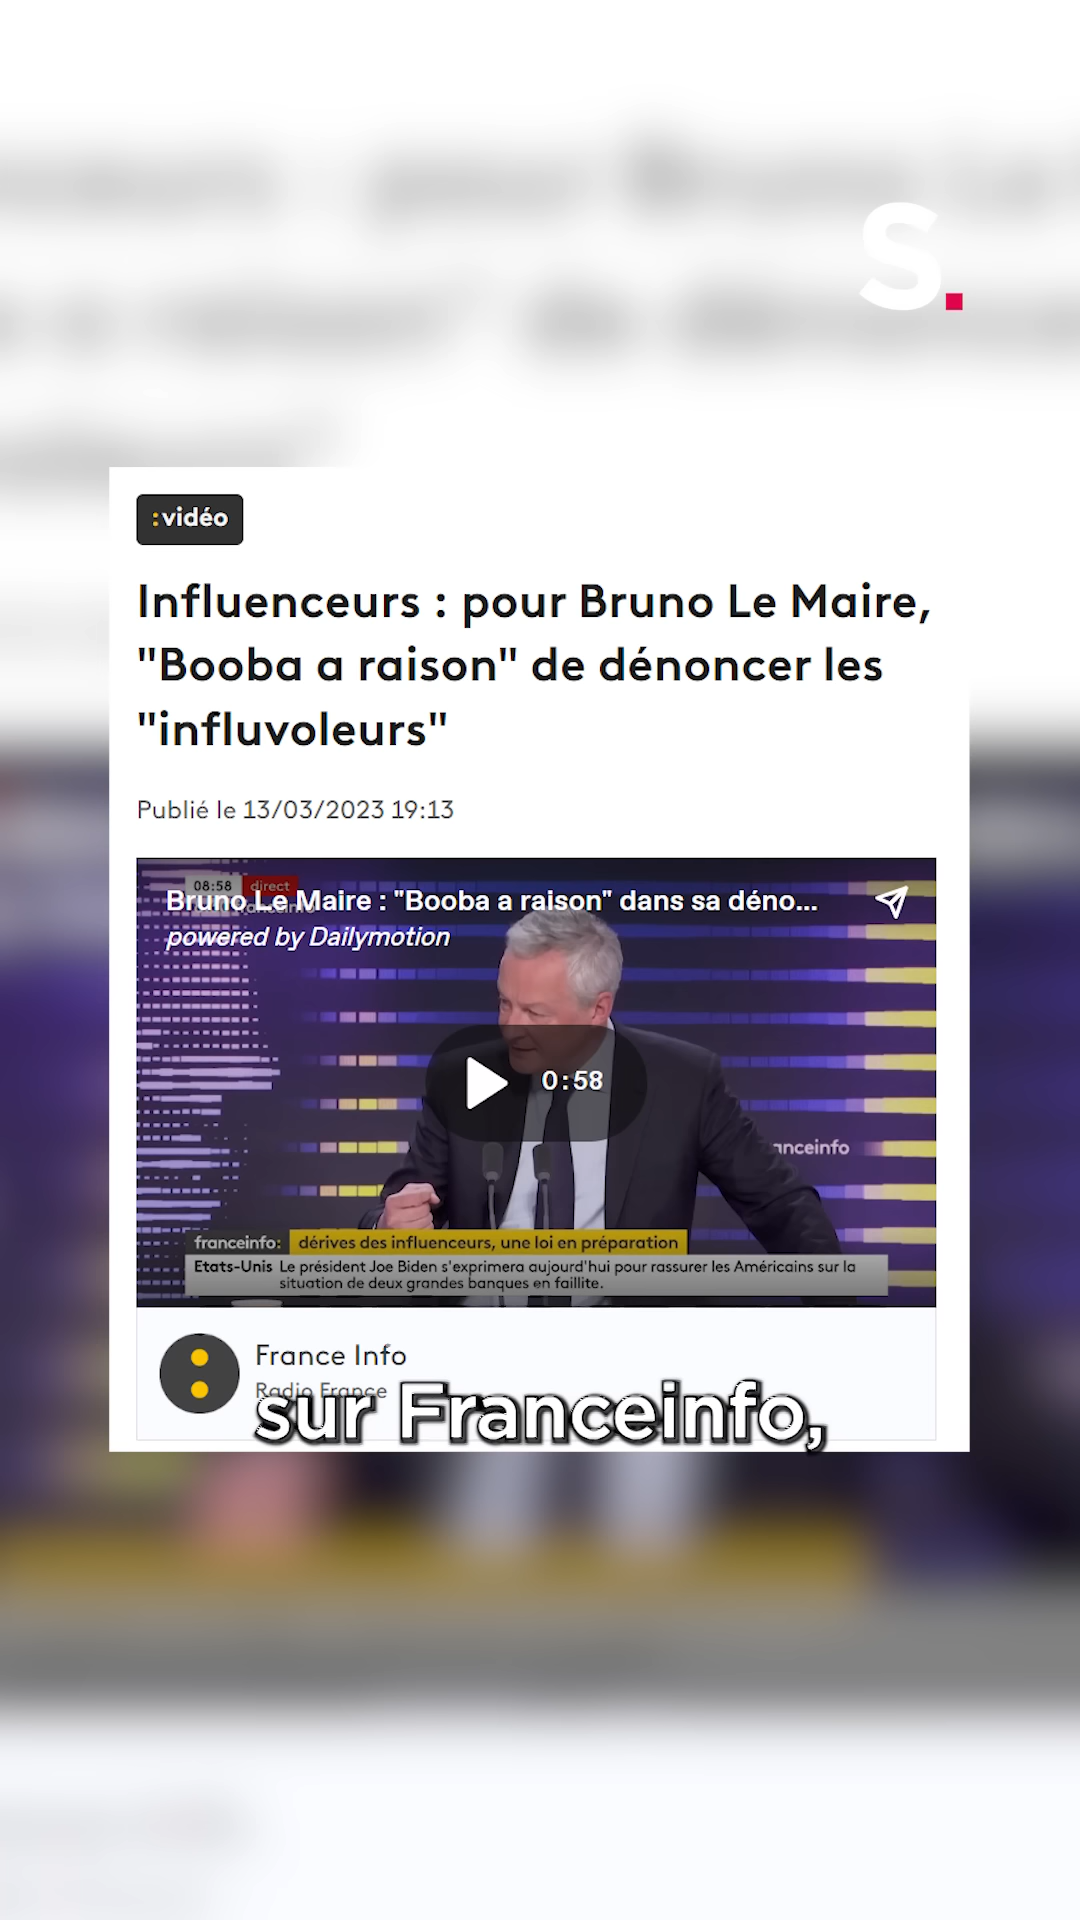 S.
:vidéo
Influenceurs : pour Bruno Le Maire,
"Booba a raison" de dénoncer les
"influvoleurs"
Publié le 13/03/2023 19:13
08:58 direct
Bruno Le Maire : "Booba a raison" dans sa déno...
powered by Dailymotion
0:58
anceinfo
franceinfo: dérives des influenceurs, une loi en préparation
Etats-Unis Le président Joe Biden s'exprimera aujourd'hui pour rassurer les Américains sur la
situation de deux grandes banques en faillite.
France Info
Radio France
sur Franceinfo,